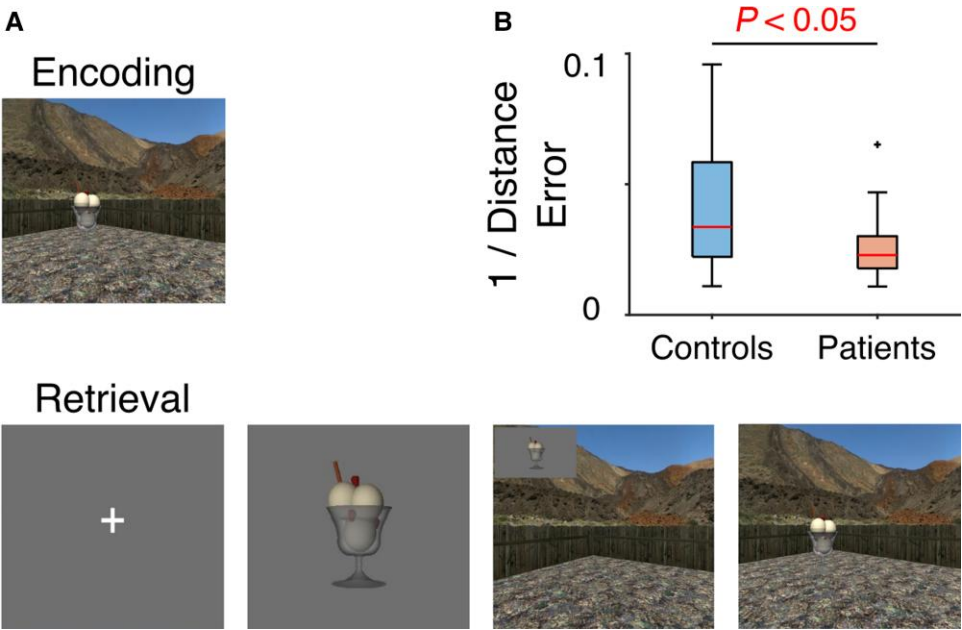 A
Encoding
Retrieval
B
P < 0.05
0.1
1 / Distance
Error
0
Controls Patients